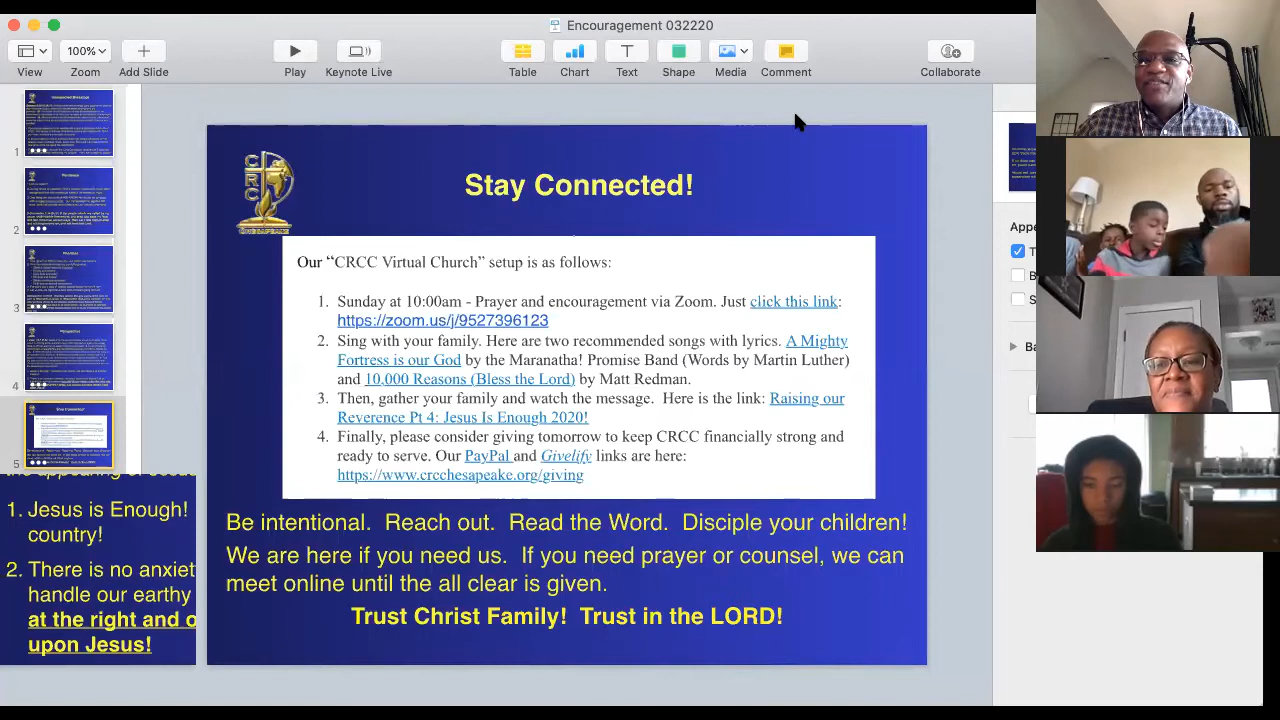 Encouragement 032220
View
100%
Zoom
Add Slide
Play
Keynote Live
Table
Chart
Text
Shape
Media
Comment
Collaborate
1
2
3
4
5
Stay Connected!
Our “CRCC Virtual Church” setup is as follows:
1. Sunday at 10:00am - Prayer and encouragement via Zoom. Just click this link:
https://zoom.us/j/9527396123
2. Sing with your family. Here are two recommended songs with lyrics. A Mighty
Fortress is our God by The Maranatha! Promise Band (Words by Martin Luther)
and 10,000 Reasons (Bless the Lord) by Matt Redman.
3. Then, gather your family and watch the message. Here is the link: Raising our
Reverence Pt 4: Jesus is Enough 2020!
Finally, please consider giving tomorrow to keep CRCC financially strong and
ready to serve. Our PayPal and Givelify links are here:
https://www.crcchesapeake.org/giving
Be intentional. Reach out. Read the Word. Disciple your children!
We are here if you need us. If you need prayer or counsel, we can
meet online until the all clear is given.
Trust Christ Family! Trust in the LORD!
1. Jesus is Enough!
country!
2. There is no anxiet
handle our earthy
at the right and o
upon Jesus!
Appe
T
B
S
Ba